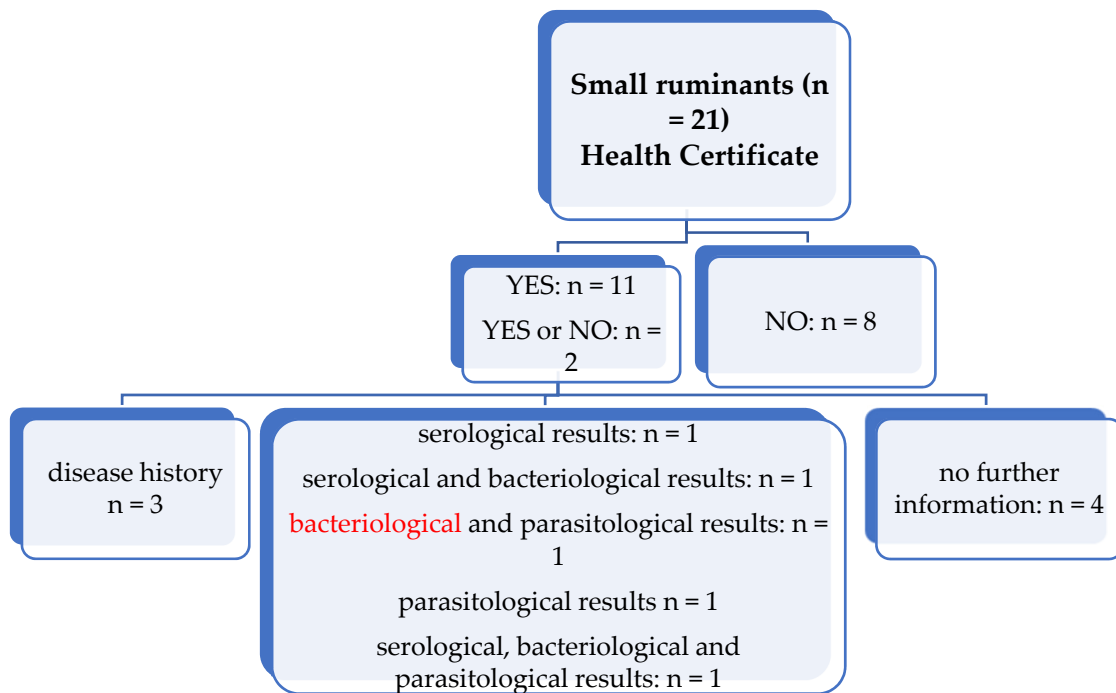 Small ruminants (n
= 21)
Health Certificate
YES: n = 11
YES or NO: n =
2
NO: n = 8
disease history
n = 3
serological results: n = 1
serological and bacteriological results: n = 1
bacteriological and parasitological results: n =
1
parasitological results n = 1
serological, bacteriological and
parasitological results: n = 1
no further
information: n = 4